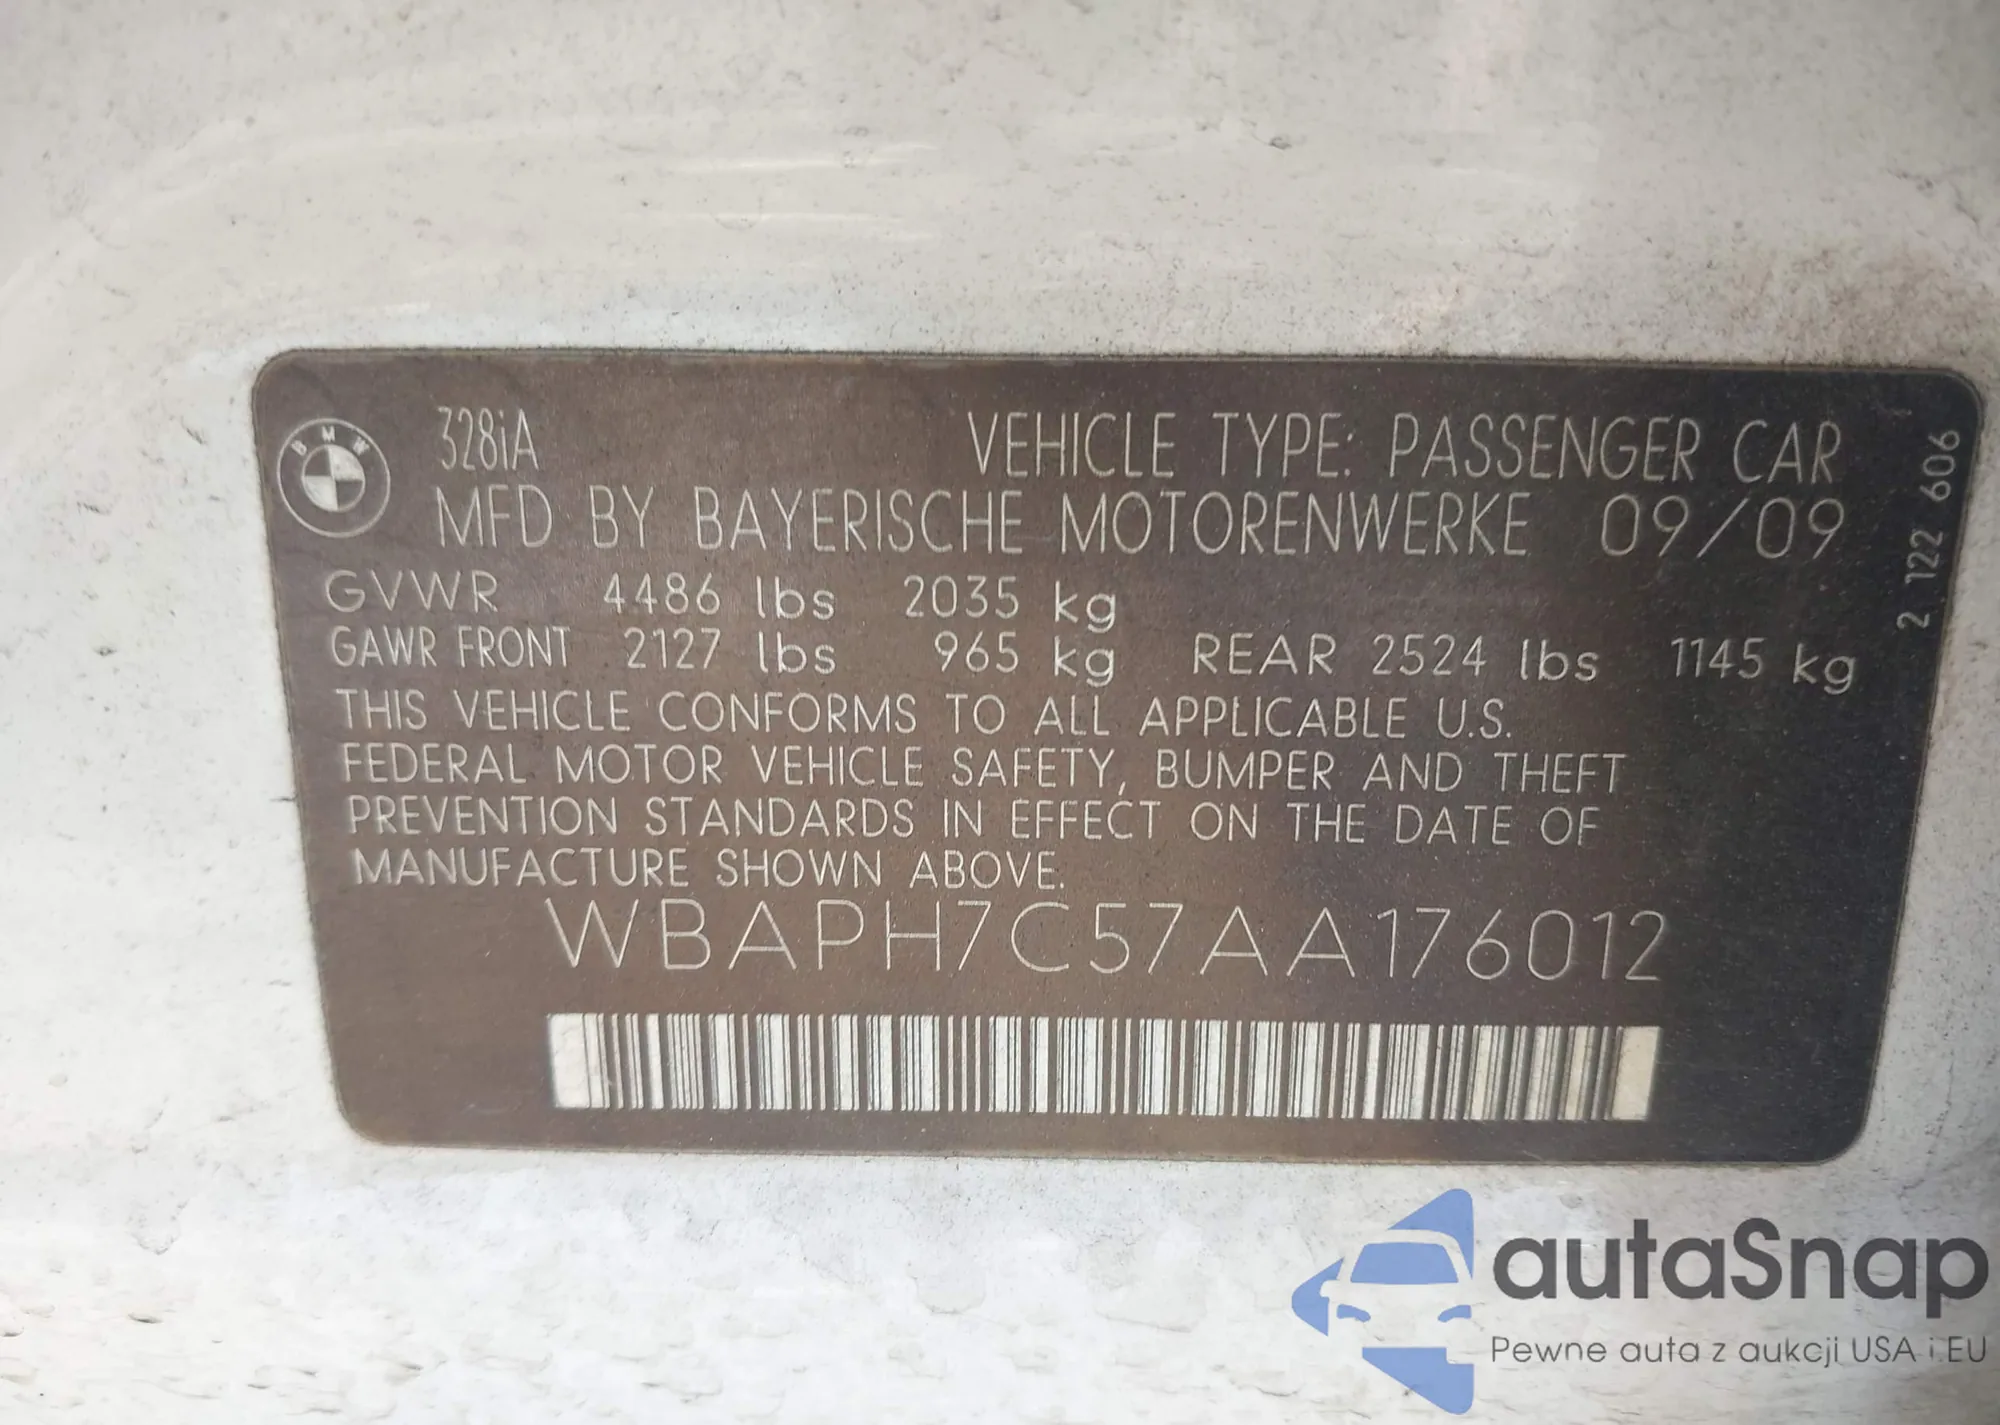 BMW
328iA VEHICLE TYPE: PASSENGER CAR
MFD BY BAYERISCHE MOTORENWERKE 09/09
GVWR 4486 lbs 2035 kg
GAWR FRONT 2127 lbs 965 kg REAR 2524 lbs 1145 kg
THIS VEHICLE CONFORMS TO ALL APPLICABLE U.S.
FEDERAL MOTOR VEHICLE SAFETY, BUMPER AND THEFT
PREVENTION STANDARDS IN EFFECT ON THE DATE OF
MANUFACTURE SHOWN ABOVE.
WBAPH7C57AA176012
2 122 606
autaSnap
Pewne auta z aukcji USA i EU